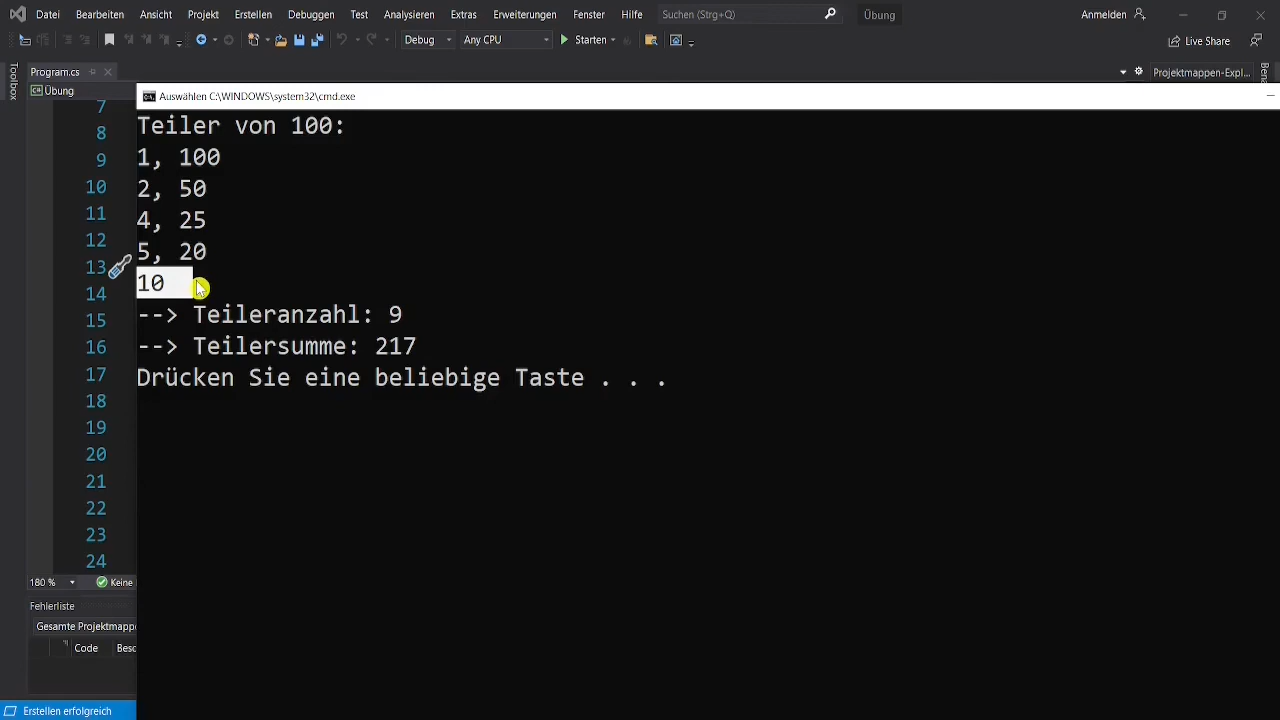 Datei Bearbeiten Ansicht Projekt Erstellen Debuggen Test Analysieren Extras Erweiterungen Fenster Hilfe Suchen (Strg+Q) Übung Anmelden
Debug Any CPU Starten Live Share
Toolbox
Program.cs Projektmappen-Expl...
Übung
Auswählen C:\WINDOWS\system32\cmd.exe
7
8
9
10
11
12
13
14
15
16
17
18
19
20
21
22
23
24
Teiler von 100:
1, 100
2, 50
4, 25
5, 20
10
--> Teileranzahl: 9
--> Teilersumme: 217
Drücken Sie eine beliebige Taste . . .
180 % Keine
Fehlerliste
Gesamte Projektmapp
Code Besc
Erstellen erfolgreich